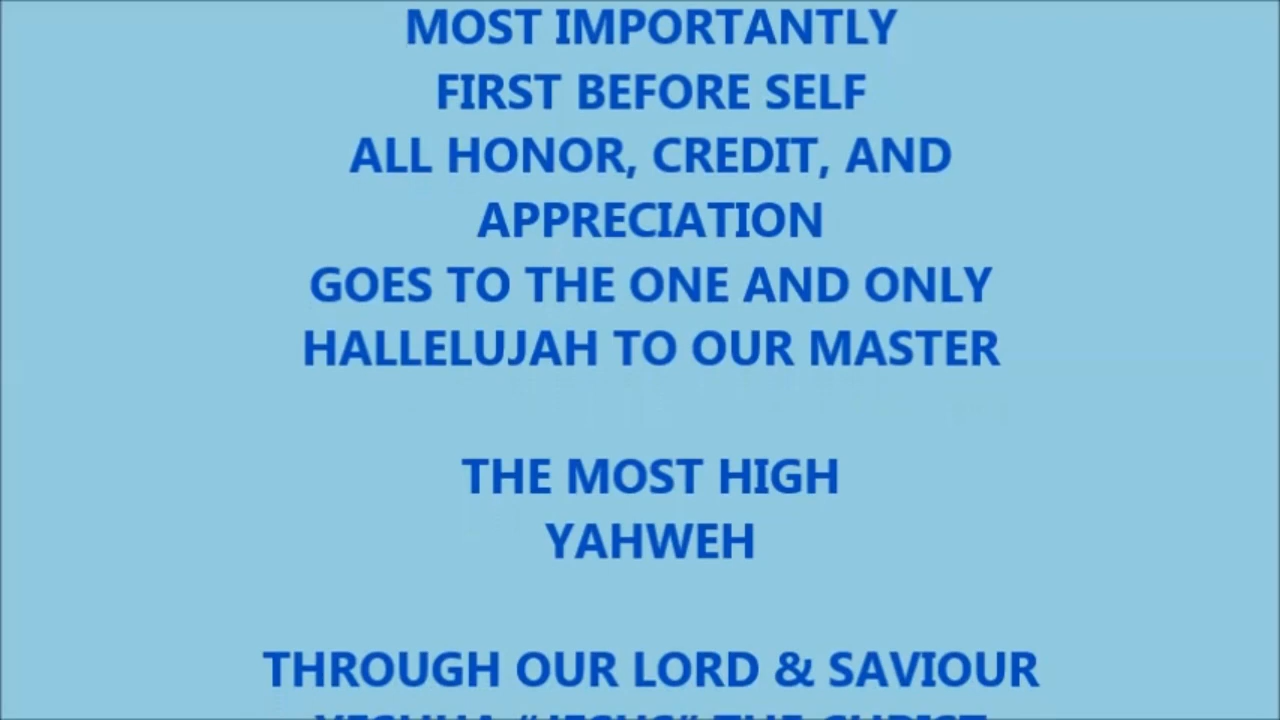 MOST IMPORTANTLY
FIRST BEFORE SELF
ALL HONOR, CREDIT, AND
APPRECIATION
GOES TO THE ONE AND ONLY
HALLELUJAH TO OUR MASTER
THE MOST HIGH
YAHWEH
THROUGH OUR LORD & SAVIOUR